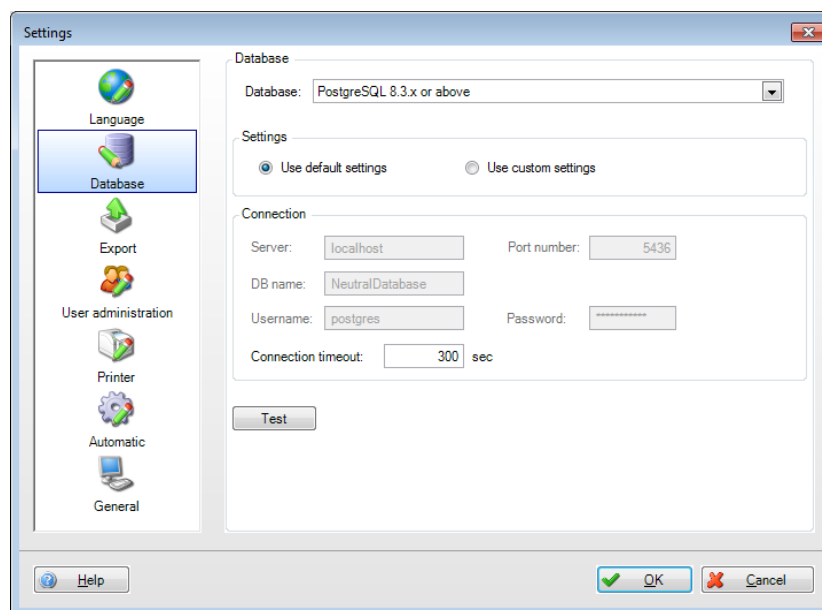 Settings
Language
Database
Export
User administration
Printer
Automatic
General
Database
Database: PostgreSQL 8.3.x or above
Settings
Use default settings Use custom settings
Connection
Server: localhost Port number: 5436
DB name: NeutralDatabase
Username: postgres Password: ***********
Connection timeout: 300 sec
Test
Help OK Cancel